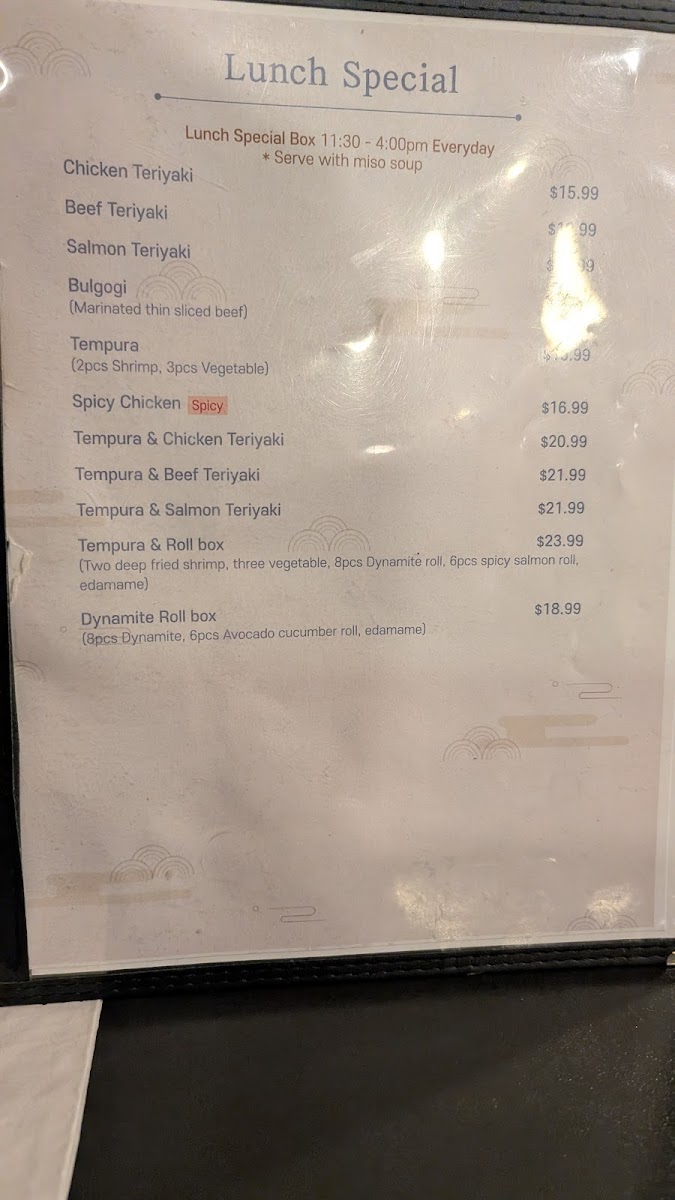 Lunch Special
Lunch Special Box 11:30 - 4:00pm Everyday
* Serve with miso soup
Chicken Teriyaki $15.99
Beef Teriyaki
Salmon Teriyaki
Bulgogi
(Marinated thin sliced beef)
Tempura
(2pcs Shrimp, 3pcs Vegetable)
Spicy Chicken Spicy $16.99
Tempura & Chicken Teriyaki $20.99
Tempura & Beef Teriyaki $21.99
Tempura & Salmon Teriyaki $21.99
Tempura & Roll box $23.99
(Two deep fried shrimp, three vegetable, 8pcs Dynamite roll, 6pcs spicy salmon roll,
edamame)
Dynamite Roll box $18.99
(8pcs Dynamite, 6pcs Avocado cucumber roll, edamame)